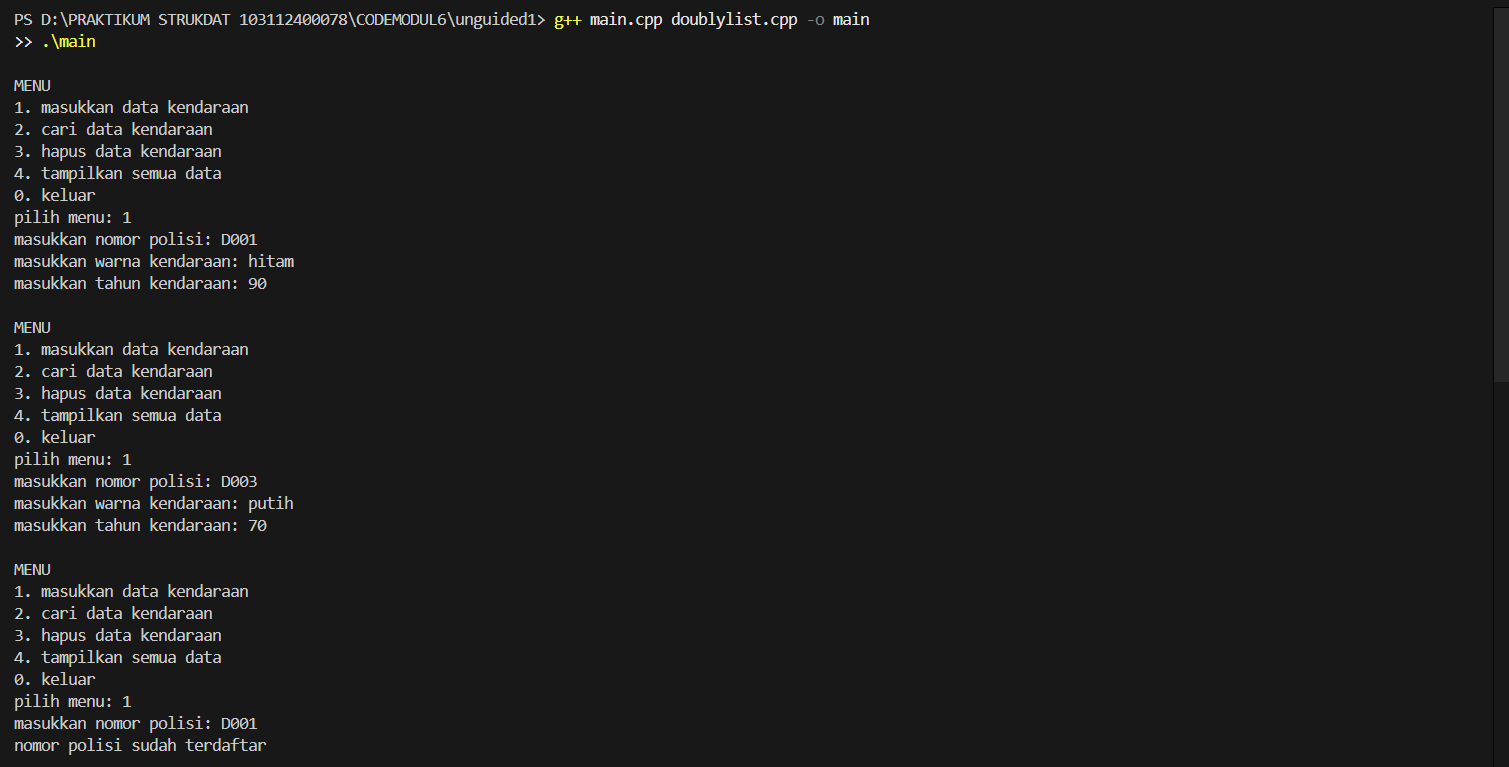 PS D:\PRAKTIKUM STRUKDAT 103112400078\CODEMODUL6\unguided1> g++ main.cpp doublylist.cpp -o main
>> .\main
MENU
1. masukkan data kendaraan
2. cari data kendaraan
3. hapus data kendaraan
4. tampilkan semua data
0. keluar
pilih menu: 1
masukkan nomor polisi: D001
masukkan warna kendaraan: hitam
masukkan tahun kendaraan: 90
MENU
1. masukkan data kendaraan
2. cari data kendaraan
3. hapus data kendaraan
4. tampilkan semua data
0. keluar
pilih menu: 1
masukkan nomor polisi: D003
masukkan warna kendaraan: putih
masukkan tahun kendaraan: 70
MENU
1. masukkan data kendaraan
2. cari data kendaraan
3. hapus data kendaraan
4. tampilkan semua data
0. keluar
pilih menu: 1
masukkan nomor polisi: D001
nomor polisi sudah terdaftar